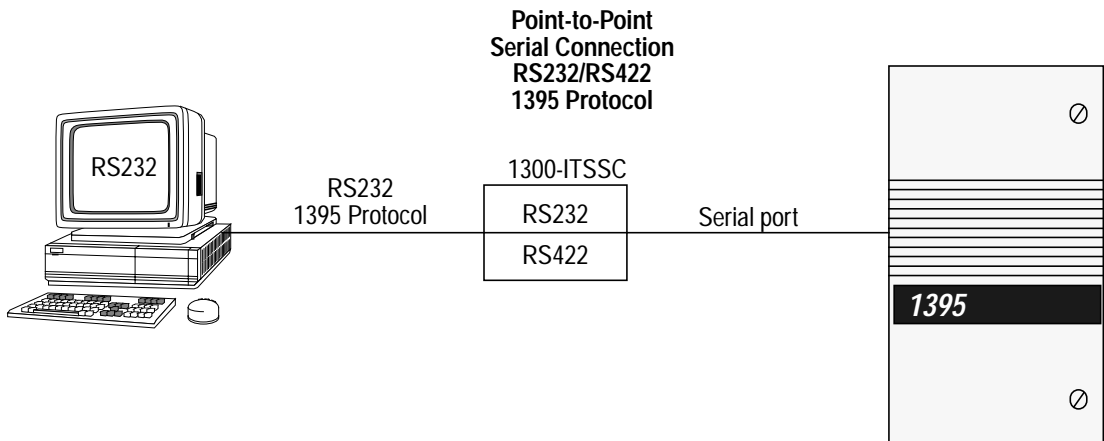 Point-to-Point
Serial Connection
RS232/RS422
1395 Protocol
RS232
RS232
1395 Protocol
1300-ITSSC
RS232
RS422
Serial port
1395